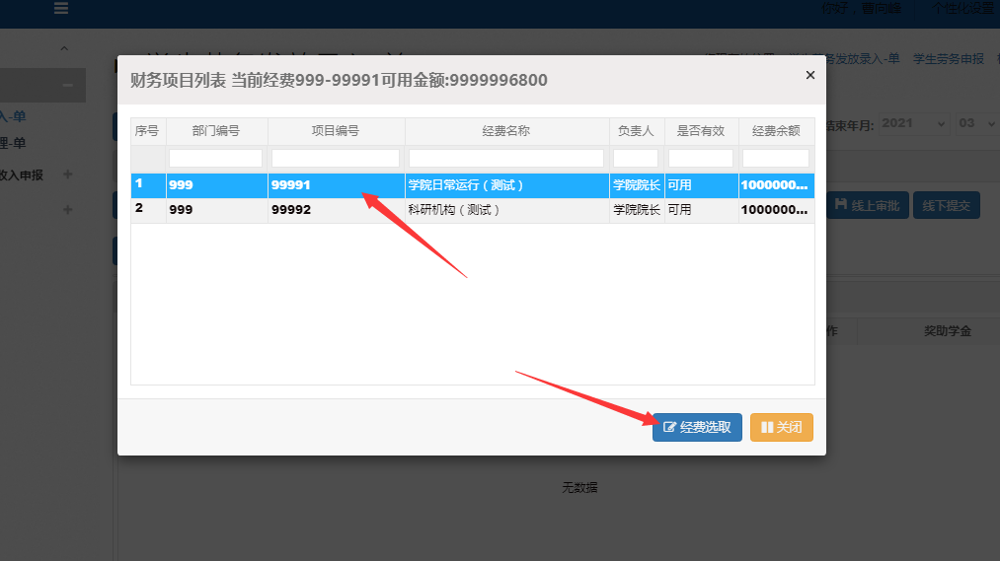 你好，曹向峰 个性化设置
务发放录入-单 学生劳务申报
财务项目列表 当前经费999-99991可用金额:9999996800 ×
序号 部门编号 项目编号 经费名称 负责人 是否有效 经费余额
1 999 99991 学院日常运行（测试） 学院院长 可用 1000000...
2 999 99992 科研机构（测试） 学院院长 可用 1000000...
经费选取 关闭
入-单
理-单
收入申报
结束年月: 2021 03
线上审批 线下提交
作 奖助学金
无数据